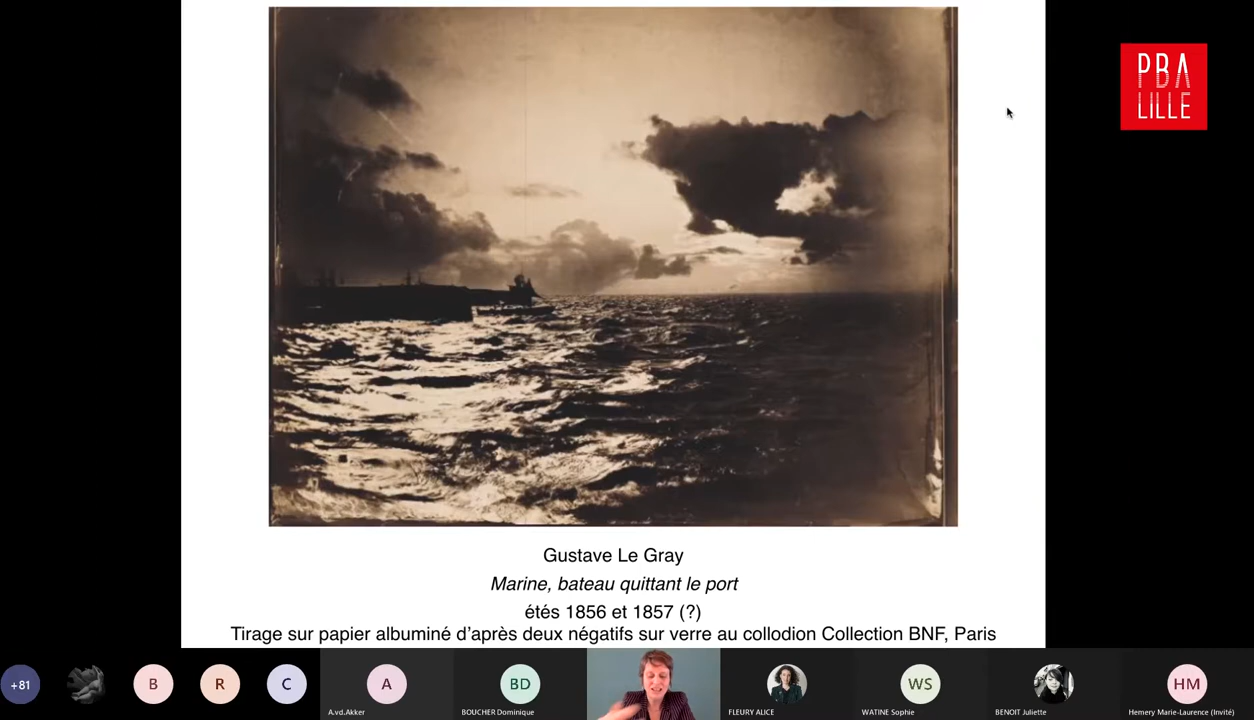 PBA
LILLE
Gustave Le Gray
Marine, bateau quittant le port
étés 1856 et 1857 (?)
Tirage sur papier albuminé d’après deux négatifs sur verre au collodion Collection BNF, Paris
+81
B
R
C
A
BD
WS
HM
A.vd.Akker
BOUCHER Dominique
FLEURY ALICE
WATINE Sophie
BENOIT Juliette
Hemery Marie-Laurence (Invité)